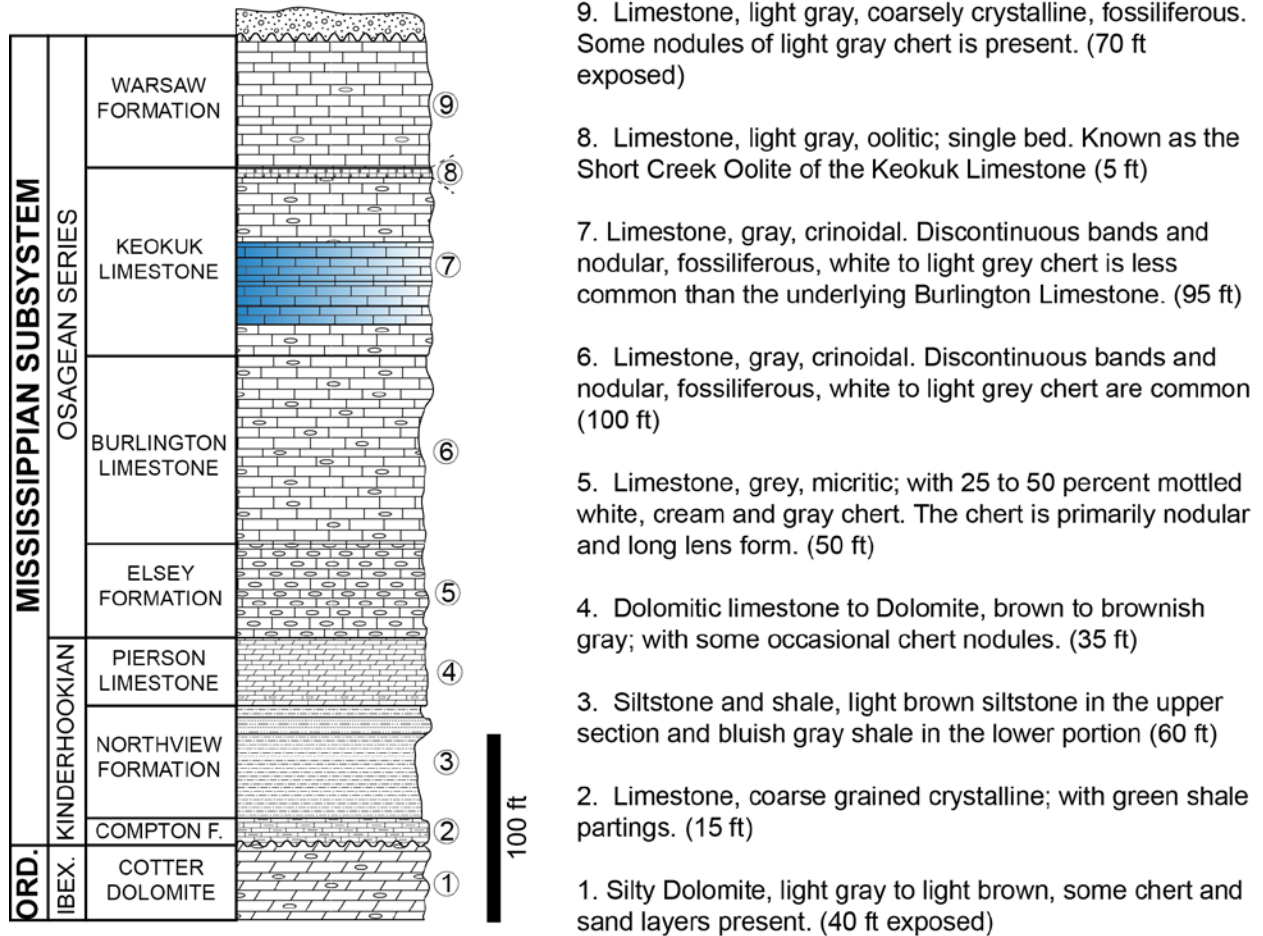 MISSISSIPPIAN SUBSYSTEM
ORD.
OSAGEAN SERIES
KINDERHOOKIAN
IBEX.
WARSAW
FORMATION
KEOKUK
LIMESTONE
BURLINGTON
LIMESTONE
ELSEY
FORMATION
PIERSON
LIMESTONE
NORTHVIEW
FORMATION
COMPTON F.
COTTER
DOLOMITE
9
8
7
6
5
4
3
2
1
100 ft
9. Limestone, light gray, coarsely crystalline, fossiliferous.
Some nodules of light gray chert is present. (70 ft
exposed)
8. Limestone, light gray, oolitic; single bed. Known as the
Short Creek Oolite of the Keokuk Limestone (5 ft)
7. Limestone, gray, crinoidal. Discontinuous bands and
nodular, fossiliferous, white to light grey chert is less
common than the underlying Burlington Limestone. (95 ft)
6. Limestone, gray, crinoidal. Discontinuous bands and
nodular, fossiliferous, white to light grey chert are common
(100 ft)
5. Limestone, grey, micritic; with 25 to 50 percent mottled
white, cream and gray chert. The chert is primarily nodular
and long lens form. (50 ft)
4. Dolomitic limestone to Dolomite, brown to brownish
gray; with some occasional chert nodules. (35 ft)
3. Siltstone and shale, light brown siltstone in the upper
section and bluish gray shale in the lower portion (60 ft)
2. Limestone, coarse grained crystalline; with green shale
partings. (15 ft)
1. Silty Dolomite, light gray to light brown, some chert and
sand layers present. (40 ft exposed)